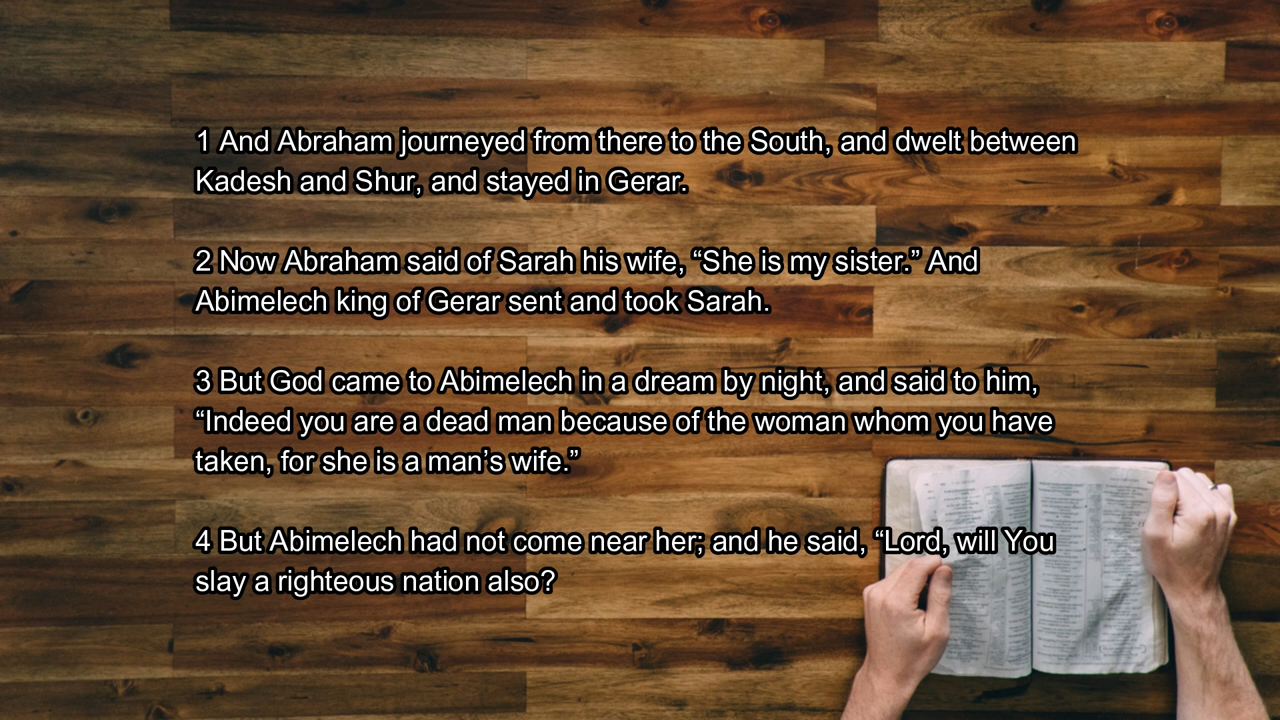 1 And Abraham journeyed from there to the South, and dwelt between
Kadesh and Shur, and stayed in Gerar.
2 Now Abraham said of Sarah his wife, “She is my sister.” And
Abimelech king of Gerar sent and took Sarah.
3 But God came to Abimelech in a dream by night, and said to him,
“Indeed you are a dead man because of the woman whom you have
taken, for she is a man’s wife.”
4 But Abimelech had not come near her; and he said, “Lord, will You
slay a righteous nation also?